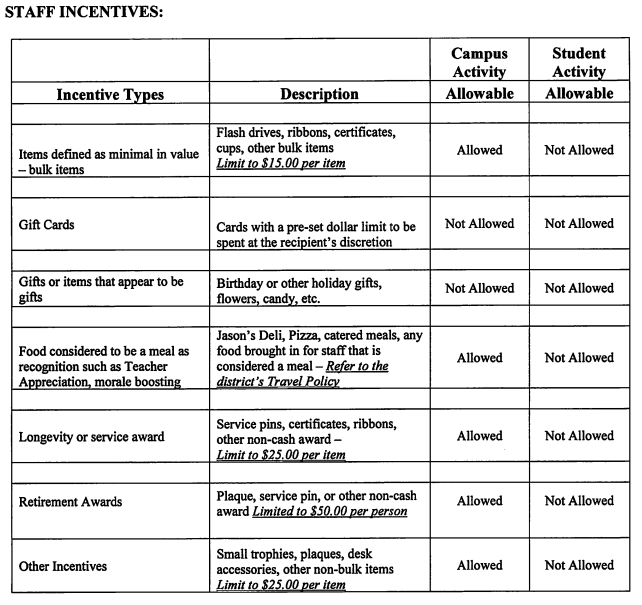 STAFF INCENTIVES:
Campus Activity
Student Activity
Incentive Types
Description
Allowable
Allowable
Items defined as minimal in value
– bulk items
Flash drives, ribbons, certificates,
cups, other bulk items
Limit to $15.00 per item
Allowed
Not Allowed
Gift Cards
Cards with a pre-set dollar limit to be
spent at the recipient's discretion
Not Allowed
Not Allowed
Gifts or items that appear to be
gifts
Birthday or other holiday gifts,
flowers, candy, etc.
Not Allowed
Not Allowed
Food considered to be a meal as
recognition such as Teacher
Appreciation, morale boosting
Jason's Deli, Pizza, catered meals, any
food brought in for staff that is
considered a meal – Refer to the
district's Travel Policy
Allowed
Not Allowed
Longevity or service award
Service pins, certificates, ribbons,
other non-cash award –
Limit to $25.00 per item
Allowed
Not Allowed
Retirement Awards
Plaque, service pin, or other non-cash
award Limited to $50.00 per person
Allowed
Not Allowed
Other Incentives
Small trophies, plaques, desk
accessories, other non-bulk items
Limit to $25.00 per item
Allowed
Not Allowed